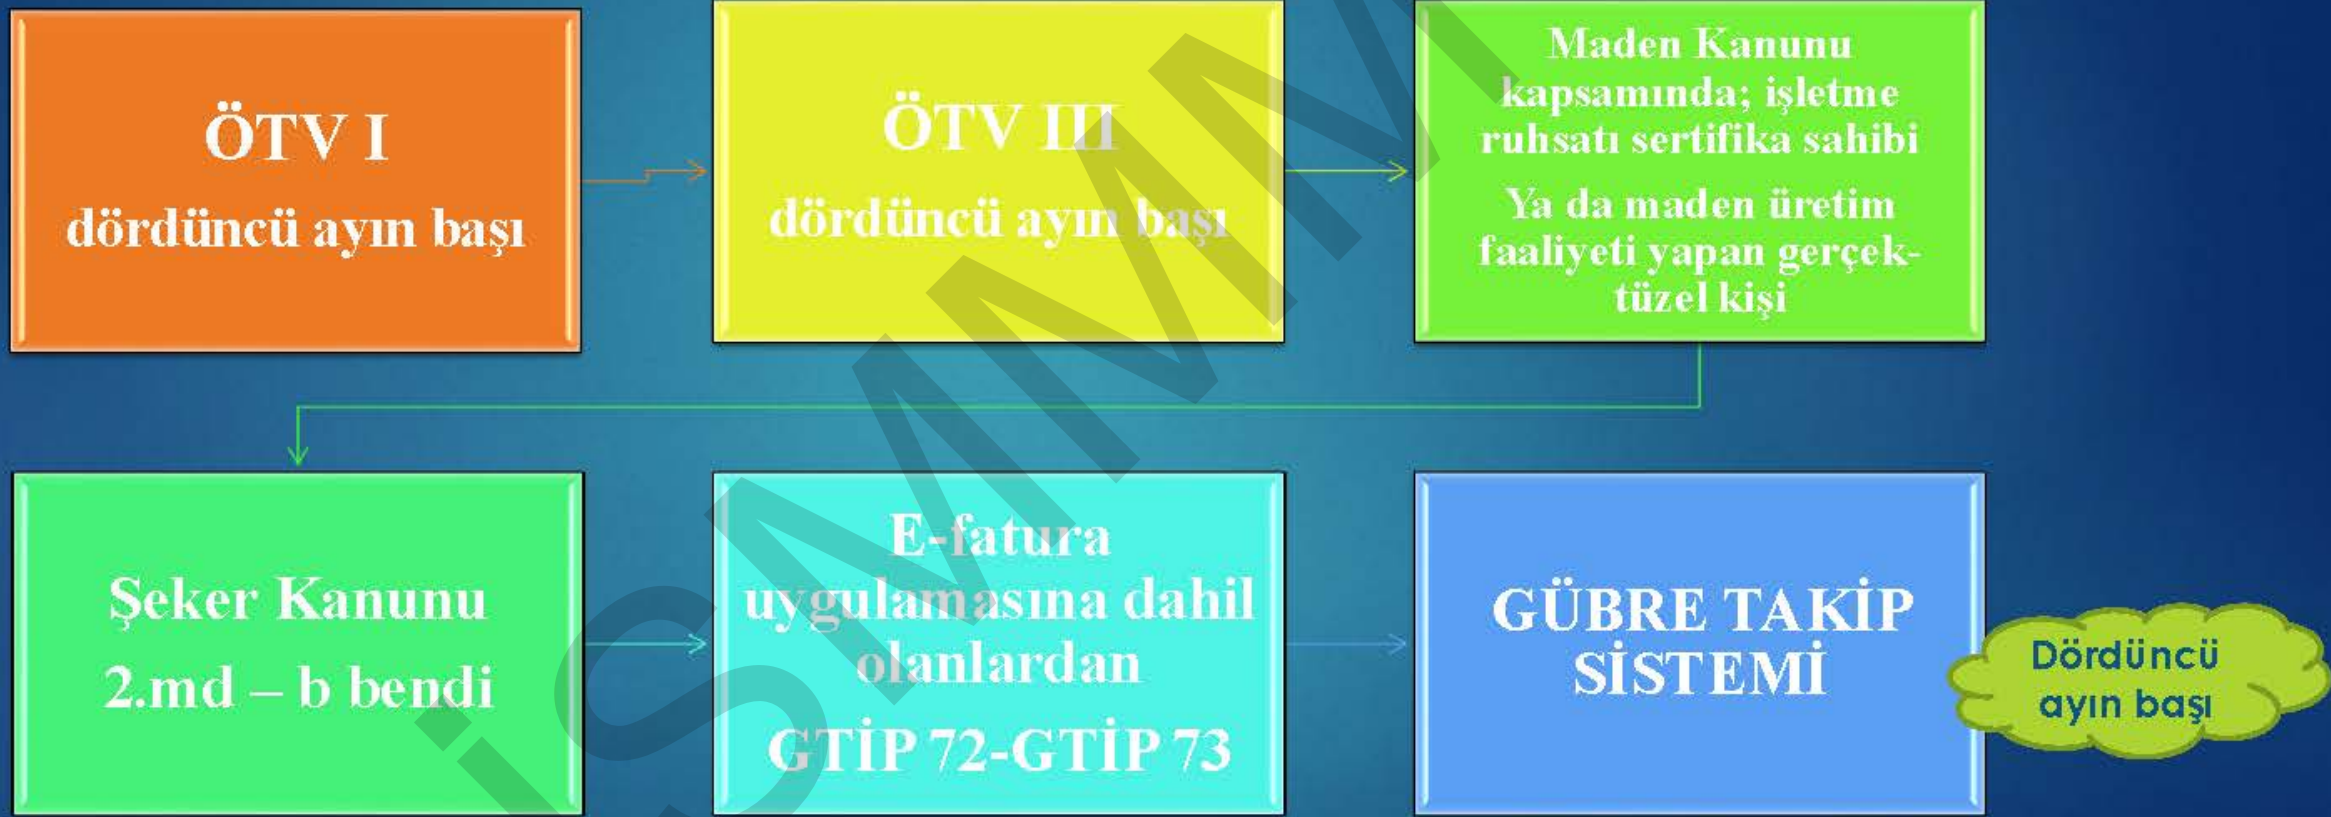 ÖTV I
dördüncü ayın başı
ÖTV III
dördüncü ayın başı
Maden Kanunu
kapsamında; işletme
ruhsatı sertifika sahibi
Ya da maden üretim
faaliyeti yapan gerçek-
tüzel kişi
Şeker Kanunu
2.md – b bendi
E-fatura
uygulamasına dahil
olanlardan
GTİP 72-GTİP 73
GÜBRE TAKİP
SİSTEMİ
Dördüncü
ayın başı
iSMMM